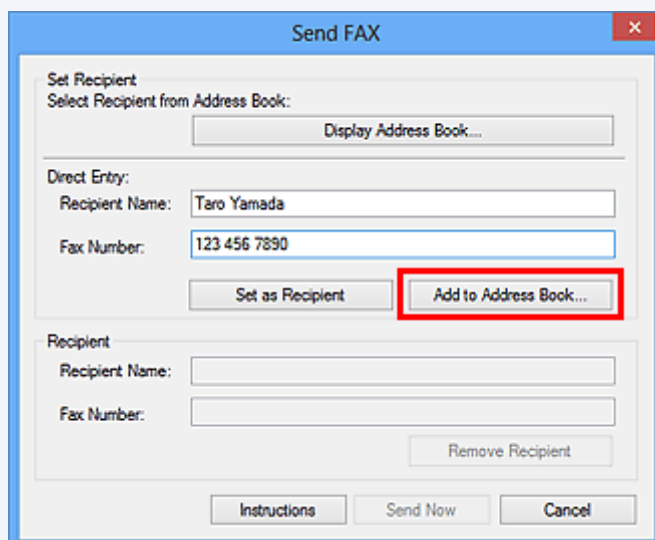 Send FAX
Set Recipient
Select Recipient from Address Book:
Display Address Book...
Direct Entry:
Recipient Name: Taro Yamada
Fax Number: 123 456 7890
Set as Recipient Add to Address Book...
Recipient
Recipient Name:
Fax Number:
Remove Recipient
Instructions Send Now Cancel